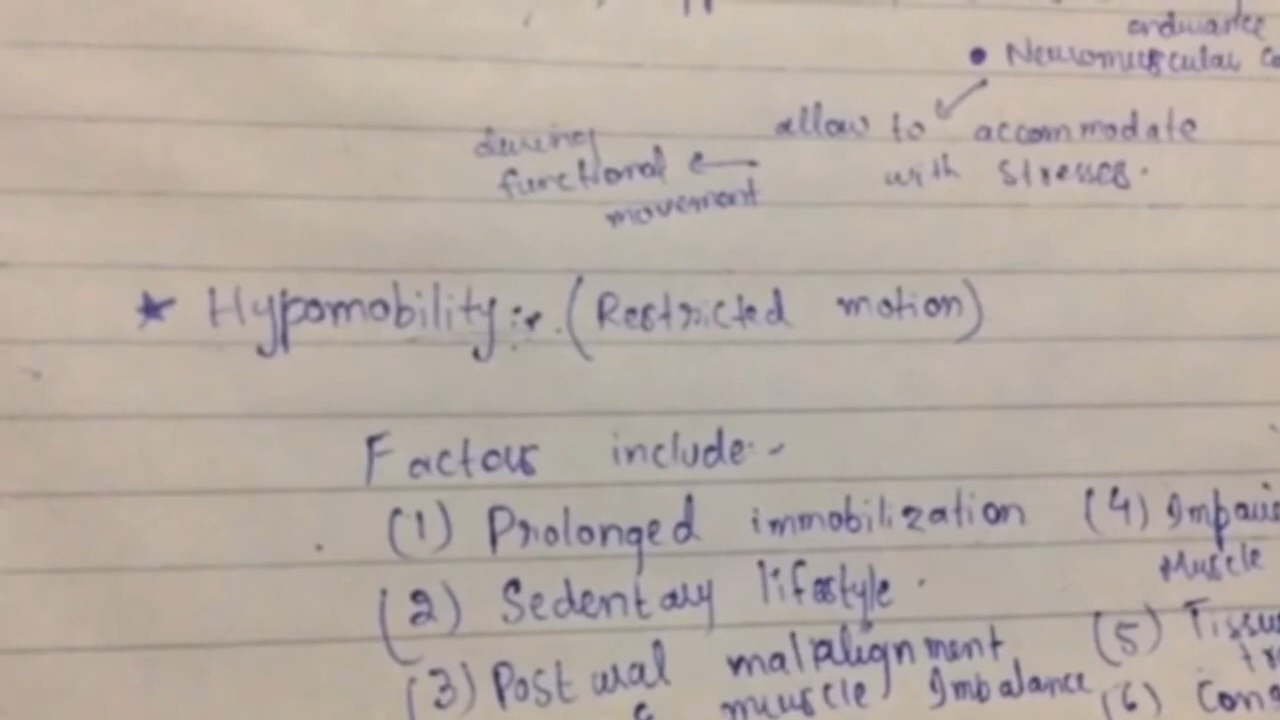 Neuromuscular
allow to accommodate
with stresses.
during
functional
movement
* Hypomobility :- (Restricted motion)
Factors include :-
(1) Prolonged immobilization
(2) Sedentary lifestyle.
(3) Postural malalignment
& muscle Imbalance
(4)
Muscle
(5)
(6)